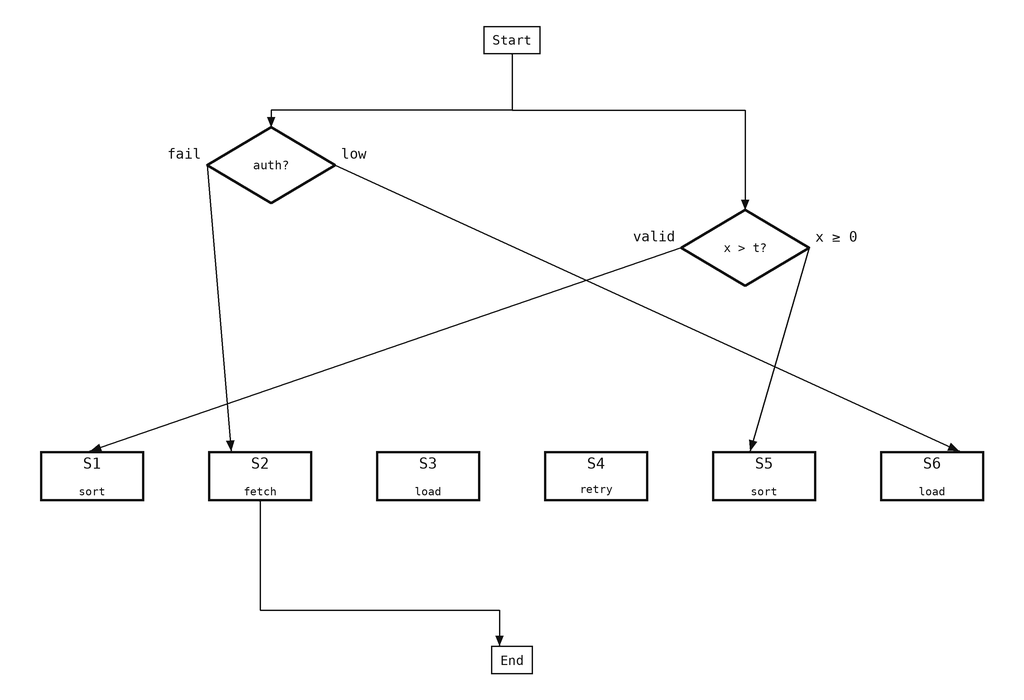 Start
fail
auth?
low
valid
x > t?
x ≥ 0
S1
sort
S2
fetch
S3
load
S4
retry
S5
sort
S6
load
End